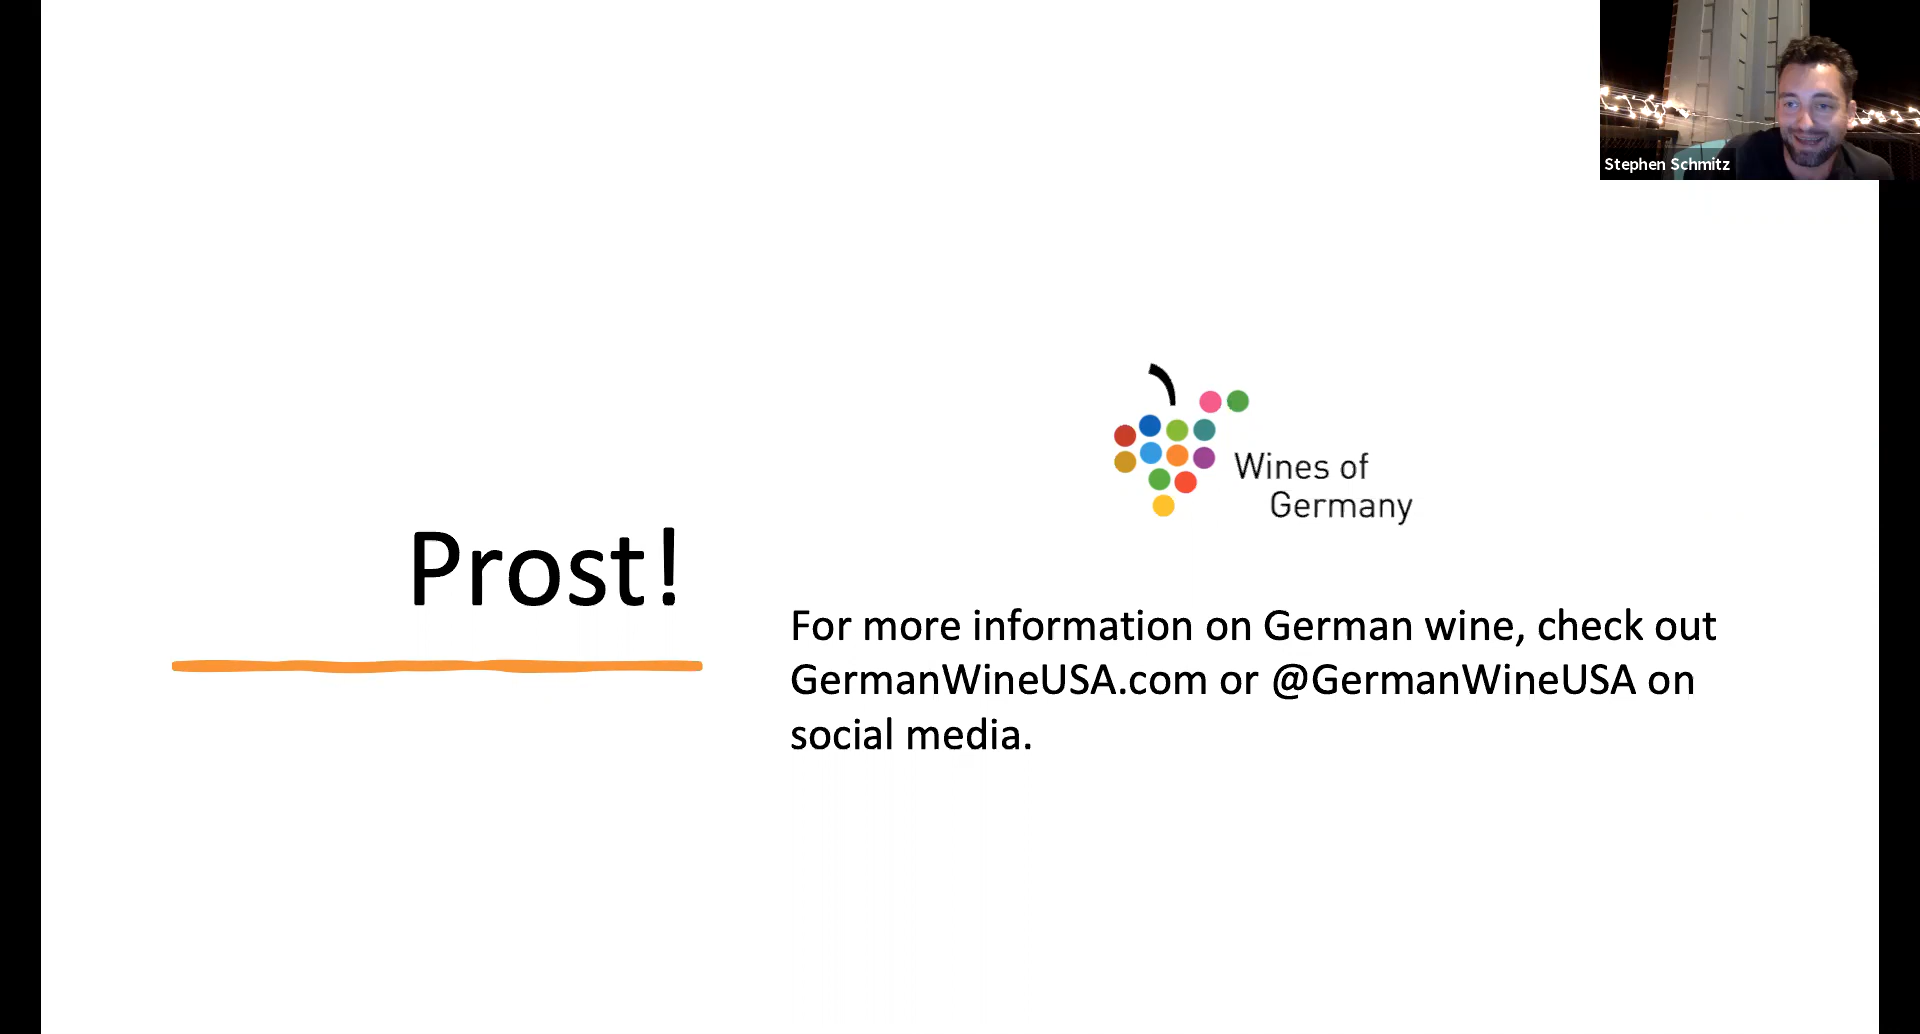 Stephen Schmitz
Wines of
Germany
Prost!
For more information on German wine, check out
GermanWineUSA.com or @GermanWineUSA on
social media.